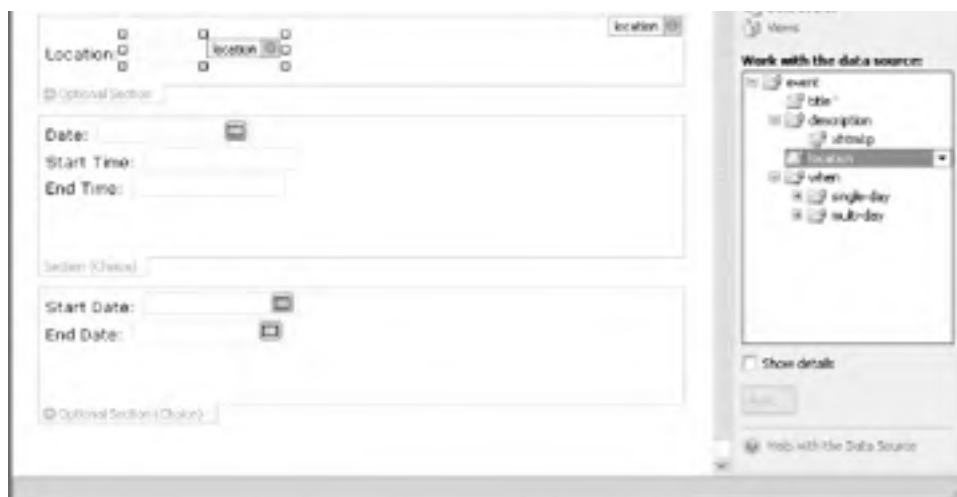 location
Views
Location:
location
Work with the data source:
event
title
description
xhtml:p
location
when
single-day
multi-day
Optional Section
Date:
Start Time:
End Time:
Section (Choice)
Start Date:
End Date:
Optional Section (Choice)
Show details
Help with the Data Source